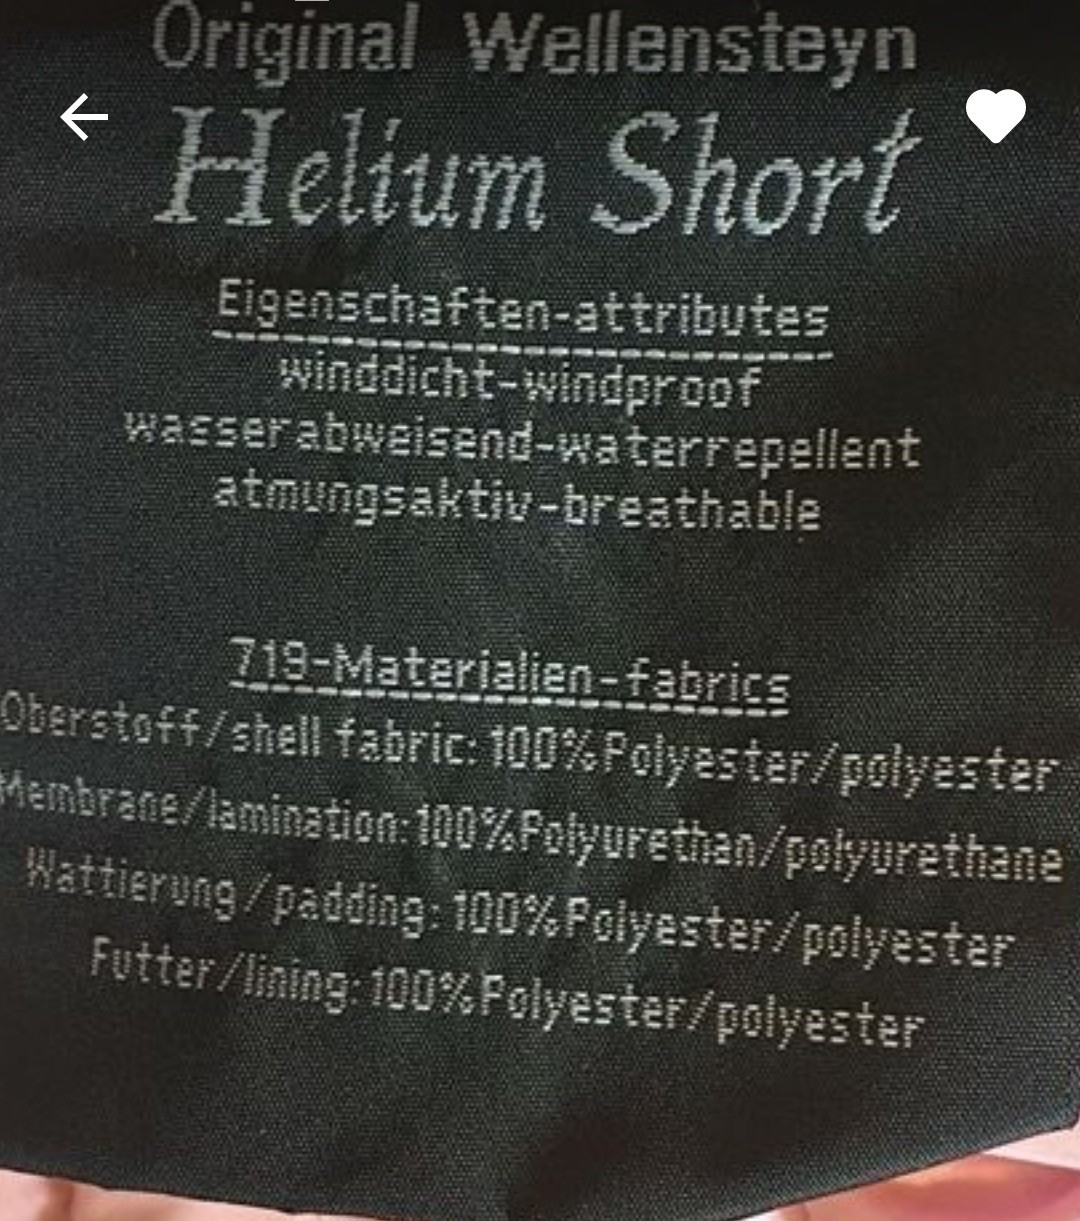 Original Wellensteyn
Helium Short
Eigenschaften-attributes
winddicht-windproof
wasserabweisend-waterrepellent
atmungsaktiv-breathable
719-Materialien-fabrics
Oberstoff/shell fabric: 100%Polyester/polyester
Membrane/lamination:100%Polyurethan/polyurethane
Wattierung/padding: 100%Polyester/polyester
Futter/lining: 100%Polyester/polyester